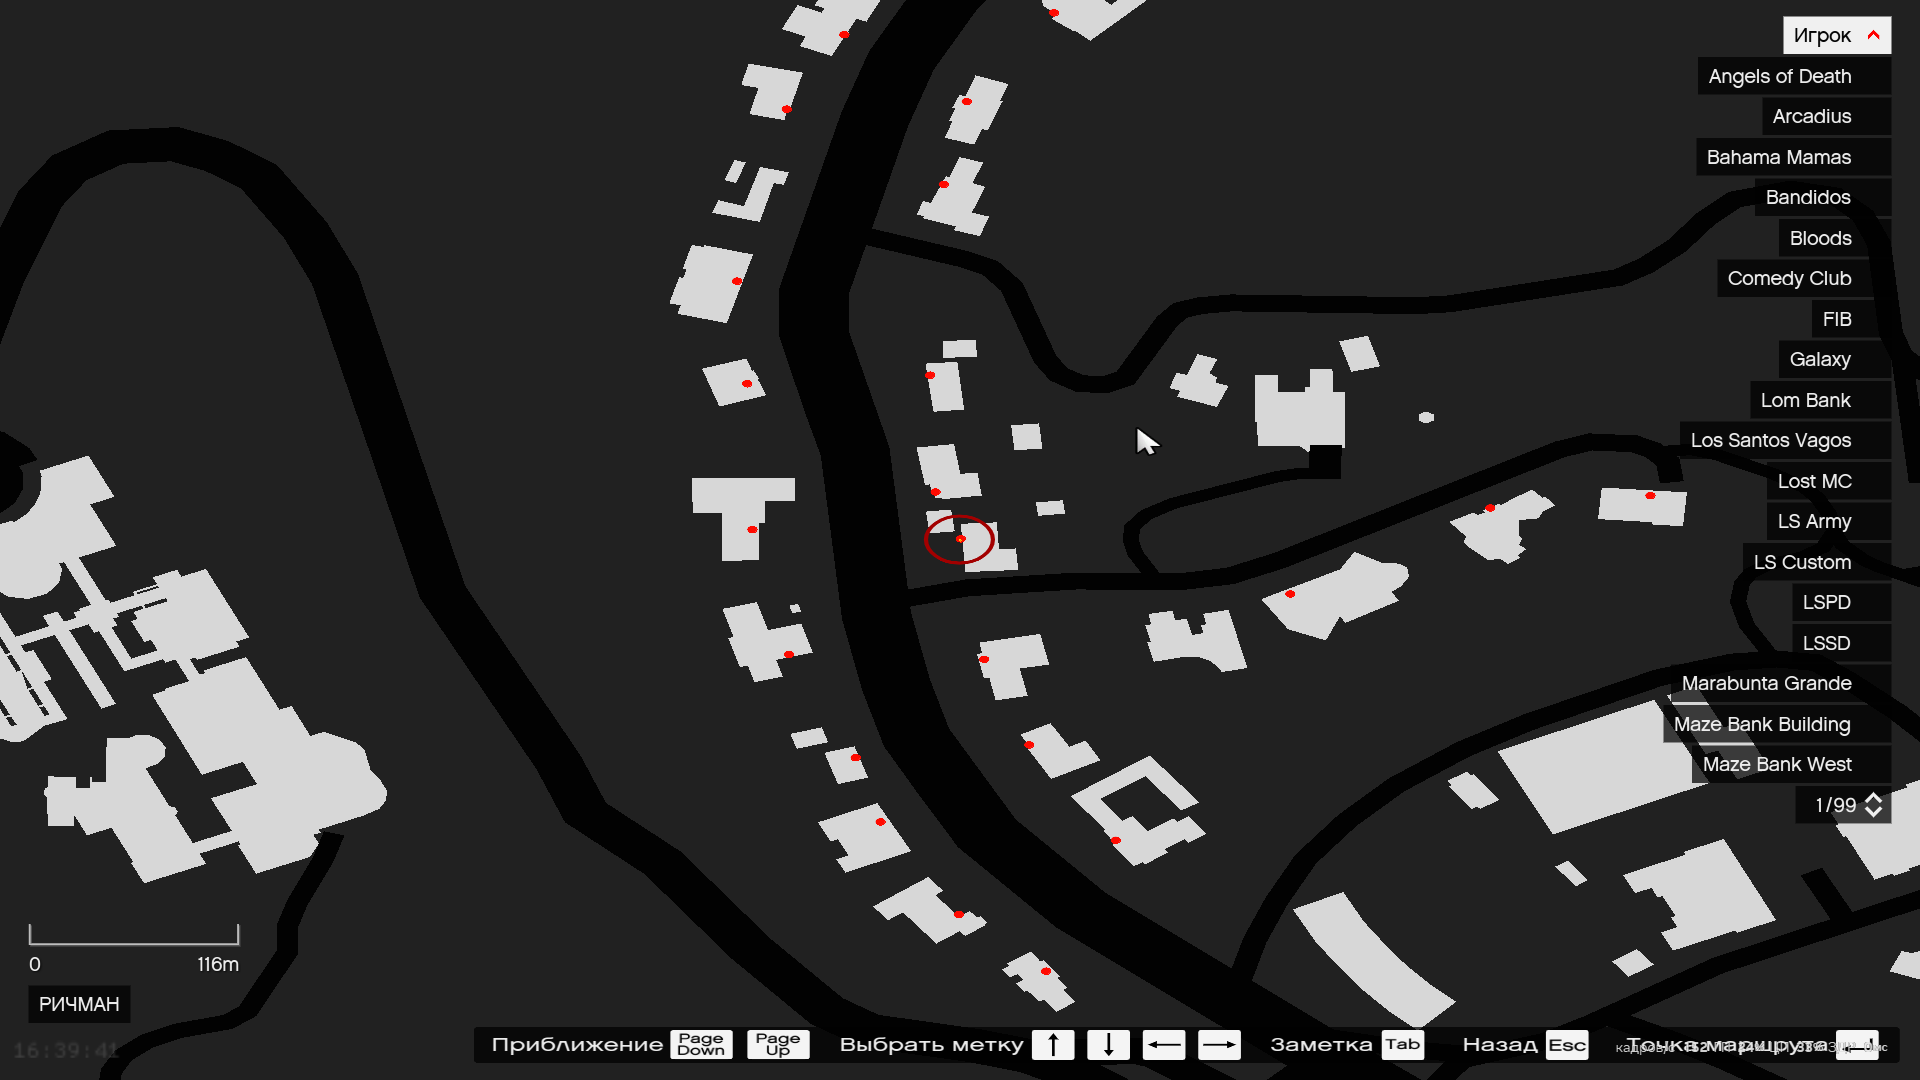 Игрок
Angels of Death
Arcadius
Bahama Mamas
Bandidos
Bloods
Comedy Club
FIB
Galaxy
Lom Bank
Los Santos Vagos
Lost MC
LS Army
LS Custom
LSPD
LSSD
Marabunta Grande
Maze Bank Building
Maze Bank West
1/99
0 116m
РИЧМАН
16:39:41
Приближение Page Down Page Up Выбрать метку Заметка Tab Назад Esc Точка маршрута
кадров/с